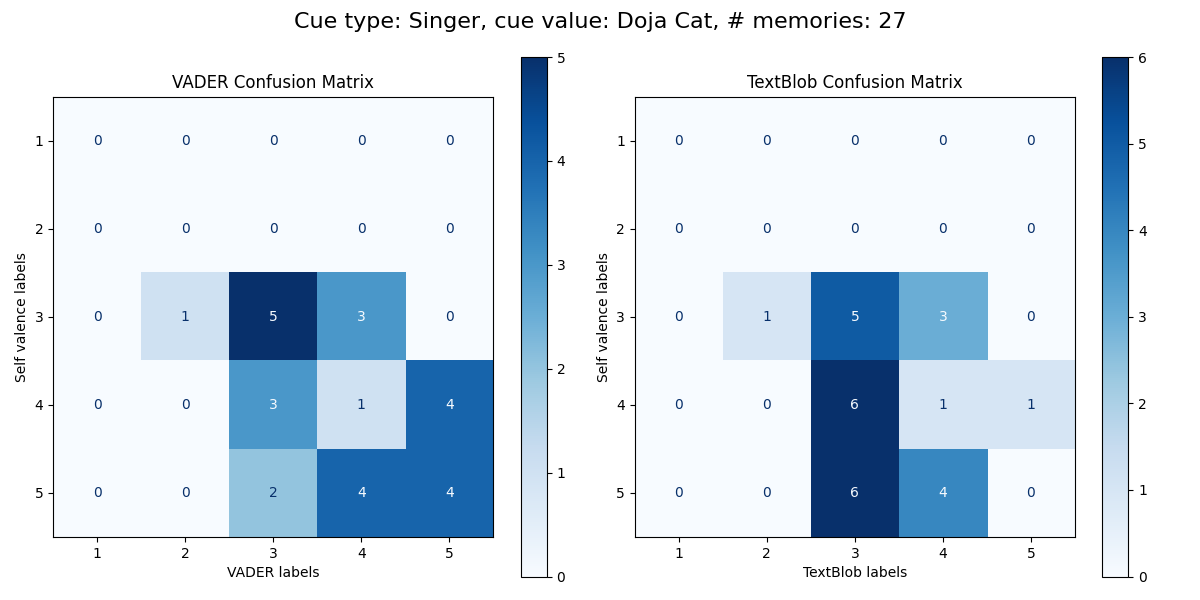 Cue type: Singer, cue value: Doja Cat, # memories: 27
VADER Confusion Matrix
Self valence labels
1 0 0 0 0 0
2 0 0 0 0 0
3 0 1 5 3 0
4 0 0 3 1 4
5 0 0 2 4 4
1 2 3 4 5
VADER labels
5
4
3
2
1
0
TextBlob Confusion Matrix
Self valence labels
1 0 0 0 0 0
2 0 0 0 0 0
3 0 1 5 3 0
4 0 0 6 1 1
5 0 0 6 4 0
1 2 3 4 5
TextBlob labels
6
5
4
3
2
1
0